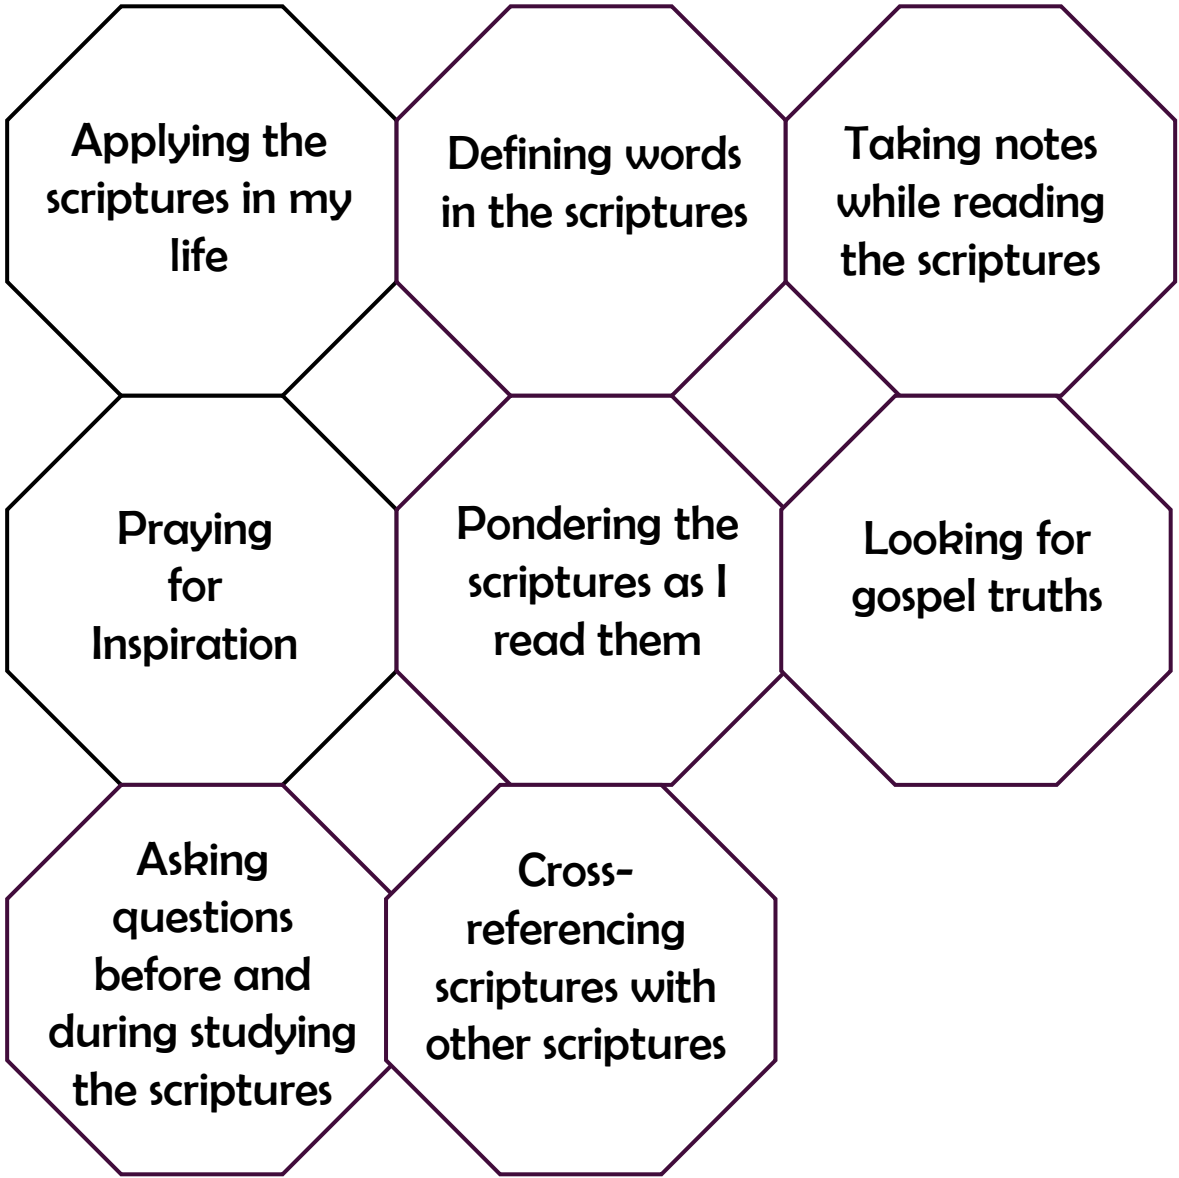 Applying the
scriptures in my
life
Defining words
in the scriptures
Taking notes
while reading
the scriptures
Praying
for
Inspiration
Pondering the
scriptures as I
read them
Looking for
gospel truths
Asking
questions
before and
during studying
the scriptures
Cross-
referencing
scriptures with
other scriptures